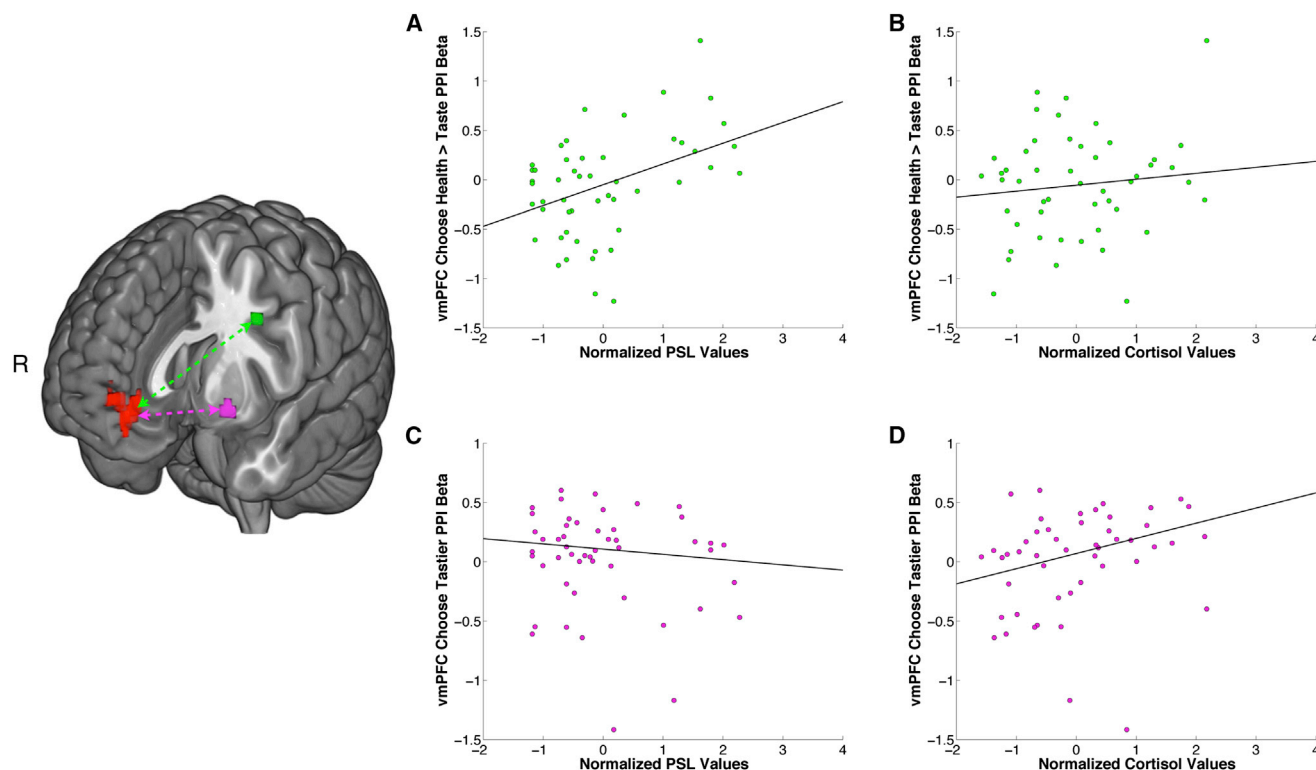 R
A
vmPFC Choose Health > Taste PPI Beta
1.5
1
0.5
0
−0.5
−1
−1.5
−2 −1 0 1 2 3 4
Normalized PSL Values
B
vmPFC Choose Health > Taste PPI Beta
1.5
1
0.5
0
−0.5
−1
−1.5
−2 −1 0 1 2 3 4
Normalized Cortisol Values
C
vmPFC Choose Tastier PPI Beta
1
0.5
0
−0.5
−1
−1.5
−2 −1 0 1 2 3 4
Normalized PSL Values
D
vmPFC Choose Tastier PPI Beta
1
0.5
0
−0.5
−1
−1.5
−2 −1 0 1 2 3 4
Normalized Cortisol Values